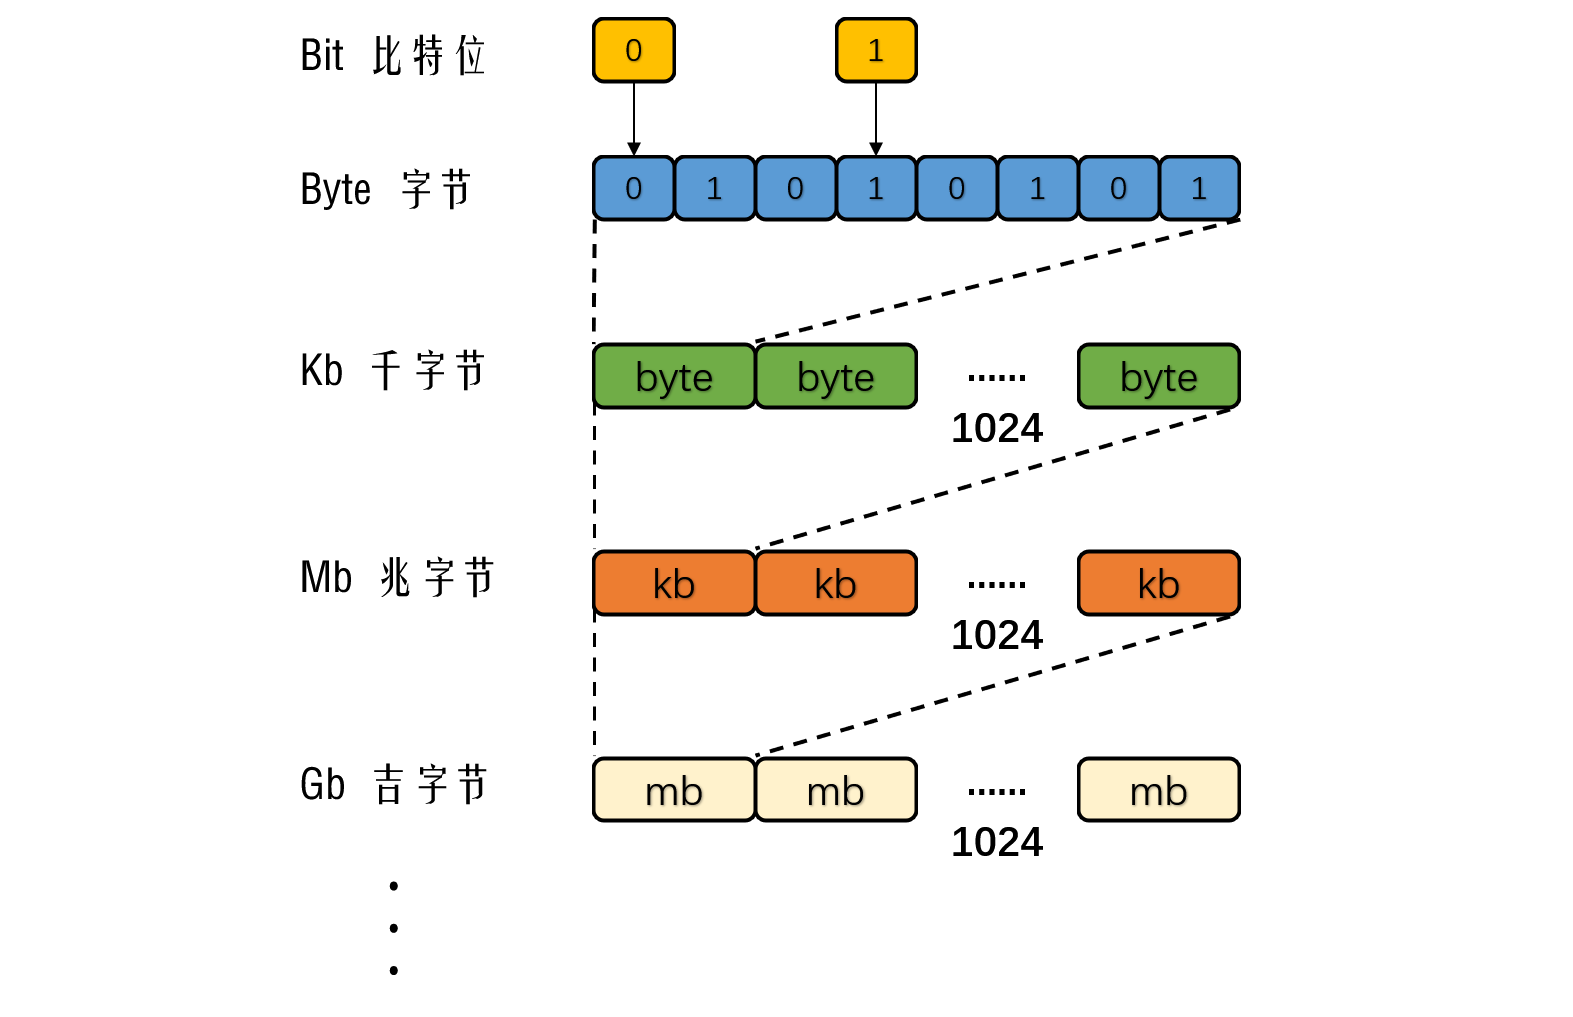 Bit 比特位 0 1
Byte 字节 0 1 0 1 0 1 0 1
Kb 千字节 byte byte ...... byte
1024
Mb 兆字节 kb kb ...... kb
1024
Gb 吉字节 mb mb ...... mb
1024